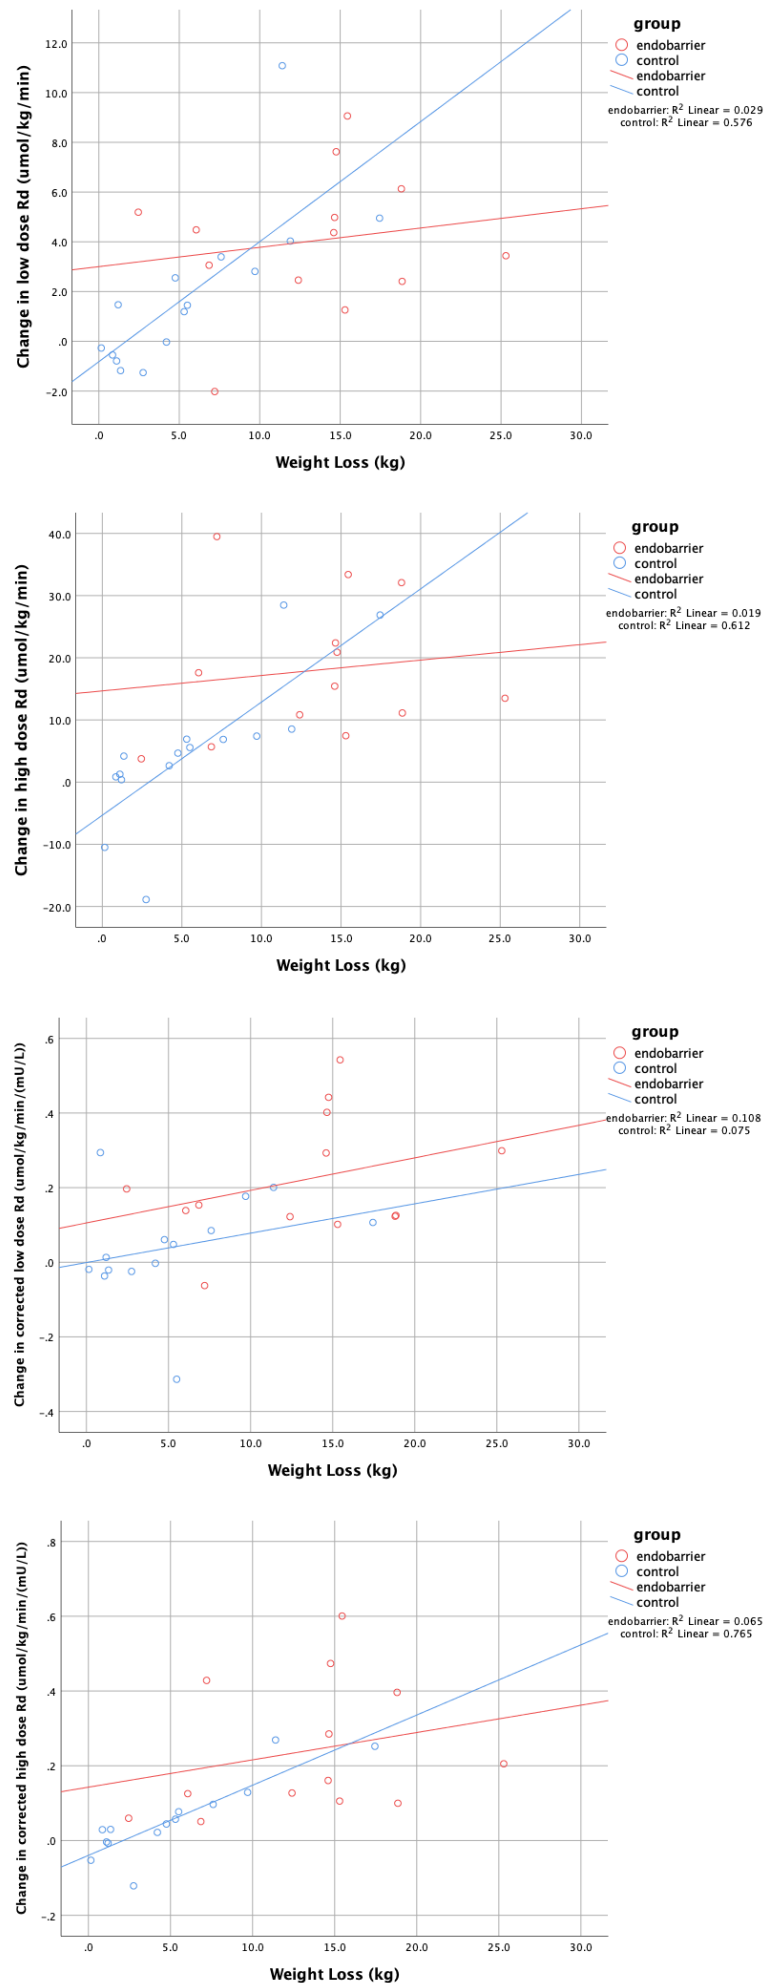 group
endobarrier
control
endobarrier
control
endobarrier: R² Linear = 0.029
control: R² Linear = 0.576
Change in low dose Rd (umol/kg/min)
12.0
10.0
8.0
6.0
4.0
2.0
.0
-2.0
.0 5.0 10.0 15.0 20.0 25.0 30.0
Weight Loss (kg)
group
endobarrier
control
endobarrier
control
endobarrier: R² Linear = 0.019
control: R² Linear = 0.612
Change in high dose Rd (umol/kg/min)
40.0
30.0
20.0
10.0
.0
-10.0
-20.0
.0 5.0 10.0 15.0 20.0 25.0 30.0
Weight Loss (kg)
group
endobarrier
control
endobarrier
control
endobarrier: R² Linear = 0.108
control: R² Linear = 0.075
Change in corrected low dose Rd (umol/kg/min/(mU/L))
.6
.4
.2
.0
-.2
-.4
.0 5.0 10.0 15.0 20.0 25.0 30.0
Weight Loss (kg)
group
endobarrier
control
endobarrier
control
endobarrier: R² Linear = 0.065
control: R² Linear = 0.765
Change in corrected high dose Rd (umol/kg/min/(mU/L))
.8
.6
.4
.2
.0
-.2
.0 5.0 10.0 15.0 20.0 25.0 30.0
Weight Loss (kg)